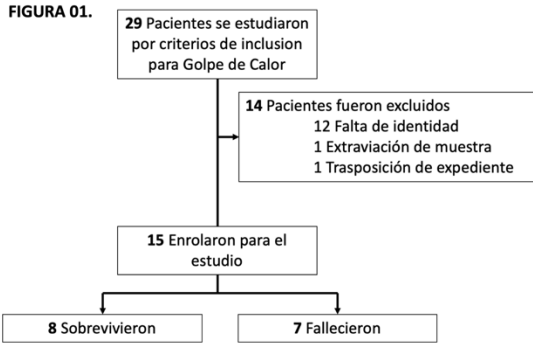 FIGURA 01.
29 Pacientes se estudiaron
por criterios de inclusion
para Golpe de Calor
14 Pacientes fueron excluidos
12 Falta de identidad
1 Extraviación de muestra
1 Trasposición de expediente
15 Enrolaron para el
estudio
8 Sobrevivieron
7 Fallecieron